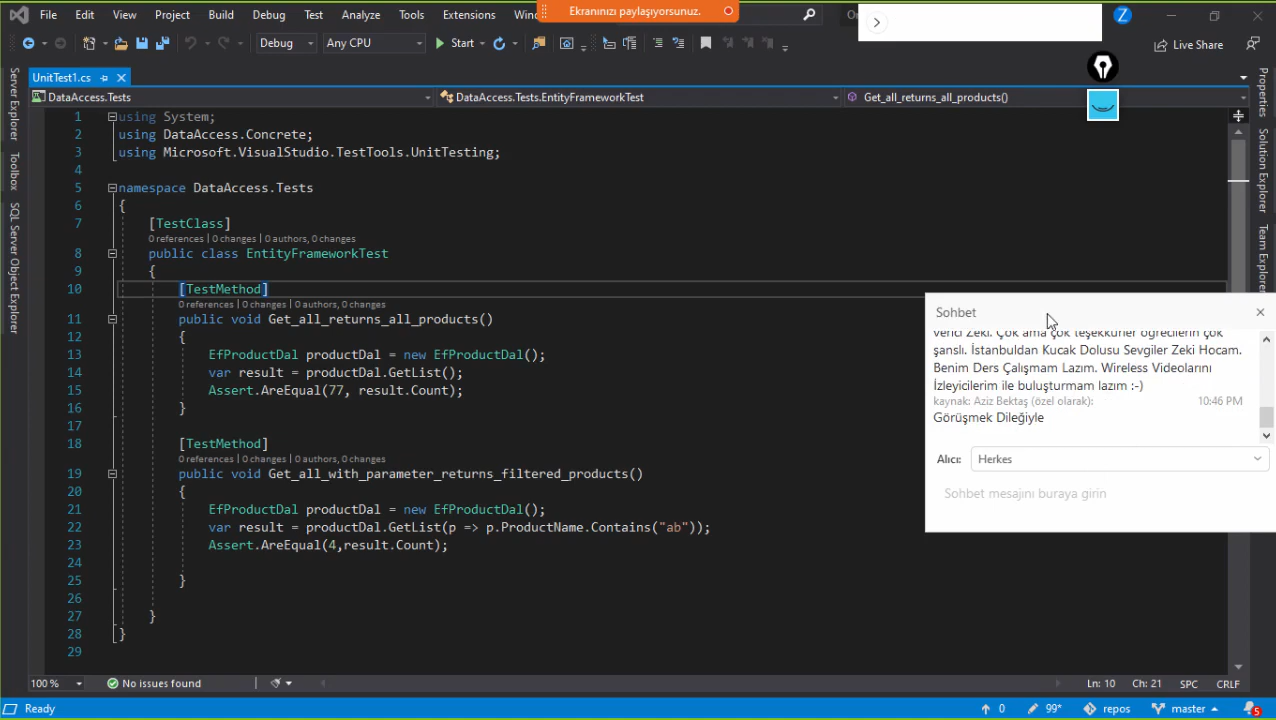 File Edit View Project Build Debug Test Analyze Tools Extensions
Ekranınızı paylaşıyorsunuz.
Debug Any CPU Start Live Share
UnitTest1.cs
DataAccess.Tests DataAccess.Tests.EntityFrameworkTest Get_all_returns_all_products()
Server Explorer
Toolbox
SQL Server Object Explorer
1 using System;
2 using DataAccess.Concrete;
3 using Microsoft.VisualStudio.TestTools.UnitTesting;
4
5 namespace DataAccess.Tests
6 {
7 [TestClass]
0 references | 0 changes | 0 authors, 0 changes
8 public class EntityFrameworkTest
9 {
10 [TestMethod]
0 references | 0 changes | 0 authors, 0 changes
11 public void Get_all_returns_all_products()
12 {
13 EfProductDal productDal = new EfProductDal();
14 var result = productDal.GetList();
15 Assert.AreEqual(77, result.Count);
16 }
17
18 [TestMethod]
0 references | 0 changes | 0 authors, 0 changes
19 public void Get_all_with_parameter_returns_filtered_products()
20 {
21 EfProductDal productDal = new EfProductDal();
22 var result = productDal.GetList(p => p.ProductName.Contains("ab"));
23 Assert.AreEqual(4,result.Count);
24
25 }
26
27 }
28 }
29
Properties
Solution Explorer
Team Explorer
Sohbet
verici Zeki. Çok ama çok teşekkürler öğrencilerin çok
şanslı. İstanbuldan Kucak Dolusu Sevgiler Zeki Hocam.
Benim Ders Çalışmam Lazım. Wireless Videolarını
İzleyicilerim ile buluşturmam lazım :-)
kaynak: Aziz Bektaş (özel olarak): 10:46 PM
Görüşmek Dileğiyle
Alıcı: Herkes
Sohbet mesajını buraya girin
100 % No issues found Ln: 10 Ch: 21 SPC CRLF
Ready 0 99* repos master 5